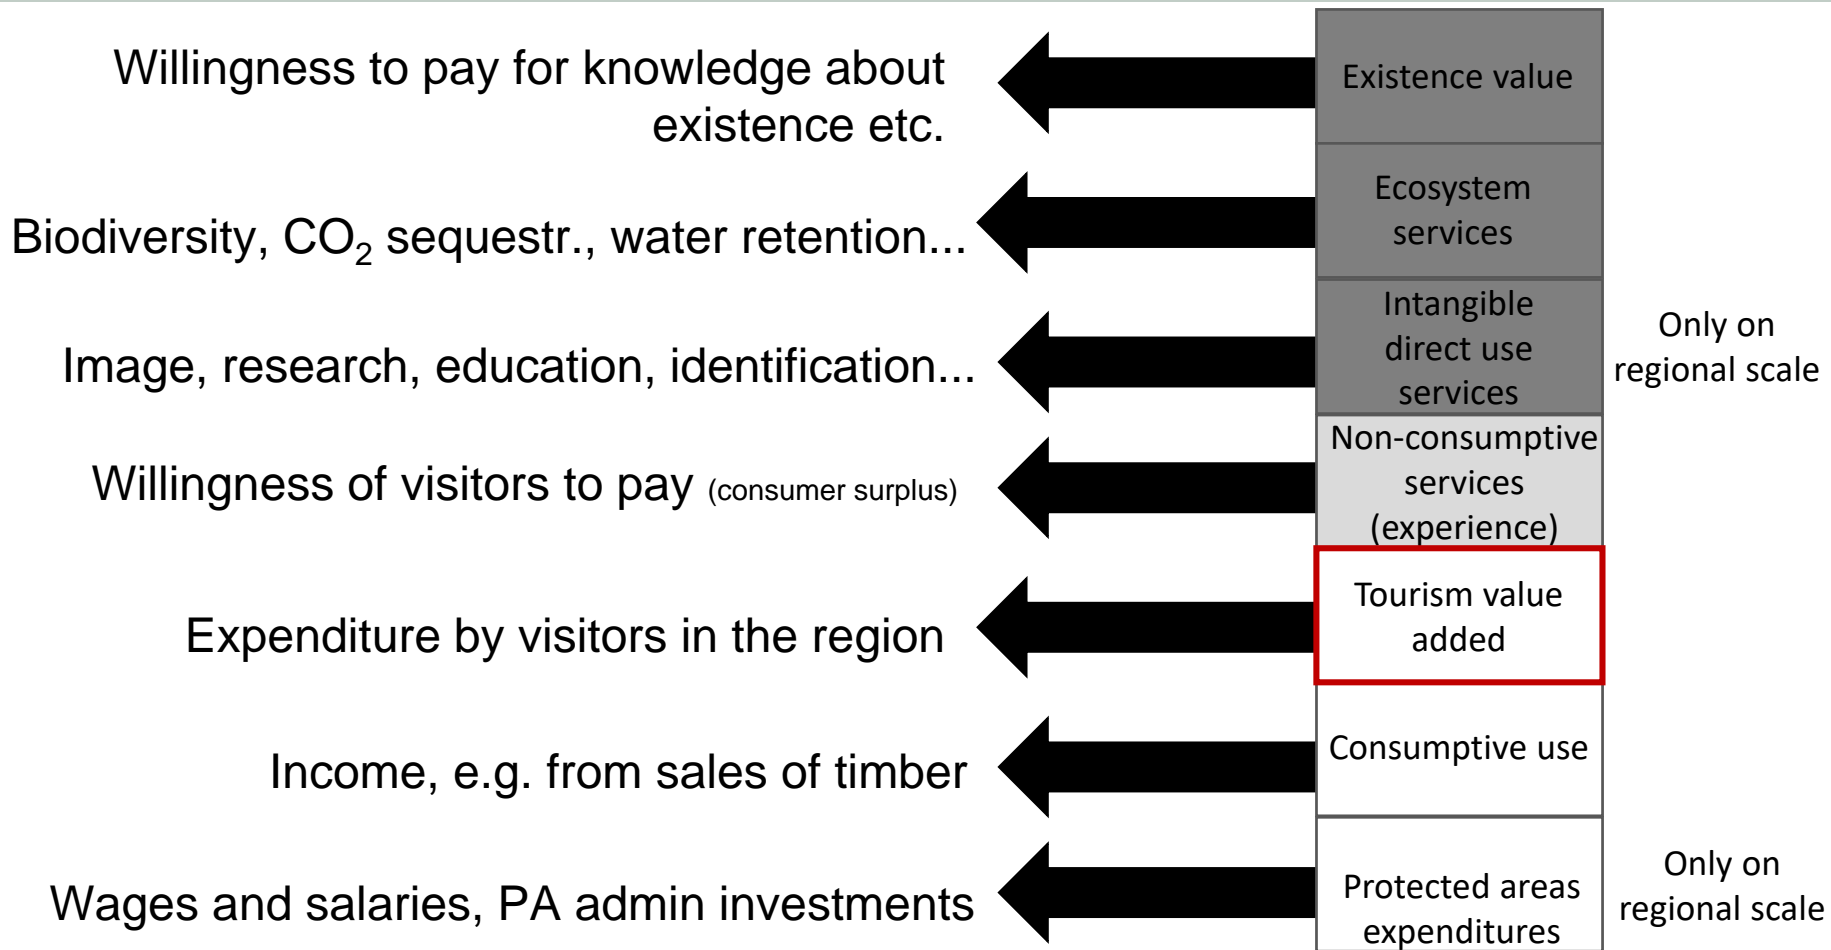 Willingness to pay for knowledge about
existence etc.
Existence value
Biodiversity, CO₂ sequestr., water retention...
Ecosystem
services
Image, research, education, identification...
Intangible
direct use
services
Only on
regional scale
Willingness of visitors to pay (consumer surplus)
Non-consumptive
services
(experience)
Expenditure by visitors in the region
Tourism value
added
Income, e.g. from sales of timber
Consumptive use
Wages and salaries, PA admin investments
Protected areas
expenditures
Only on
regional scale